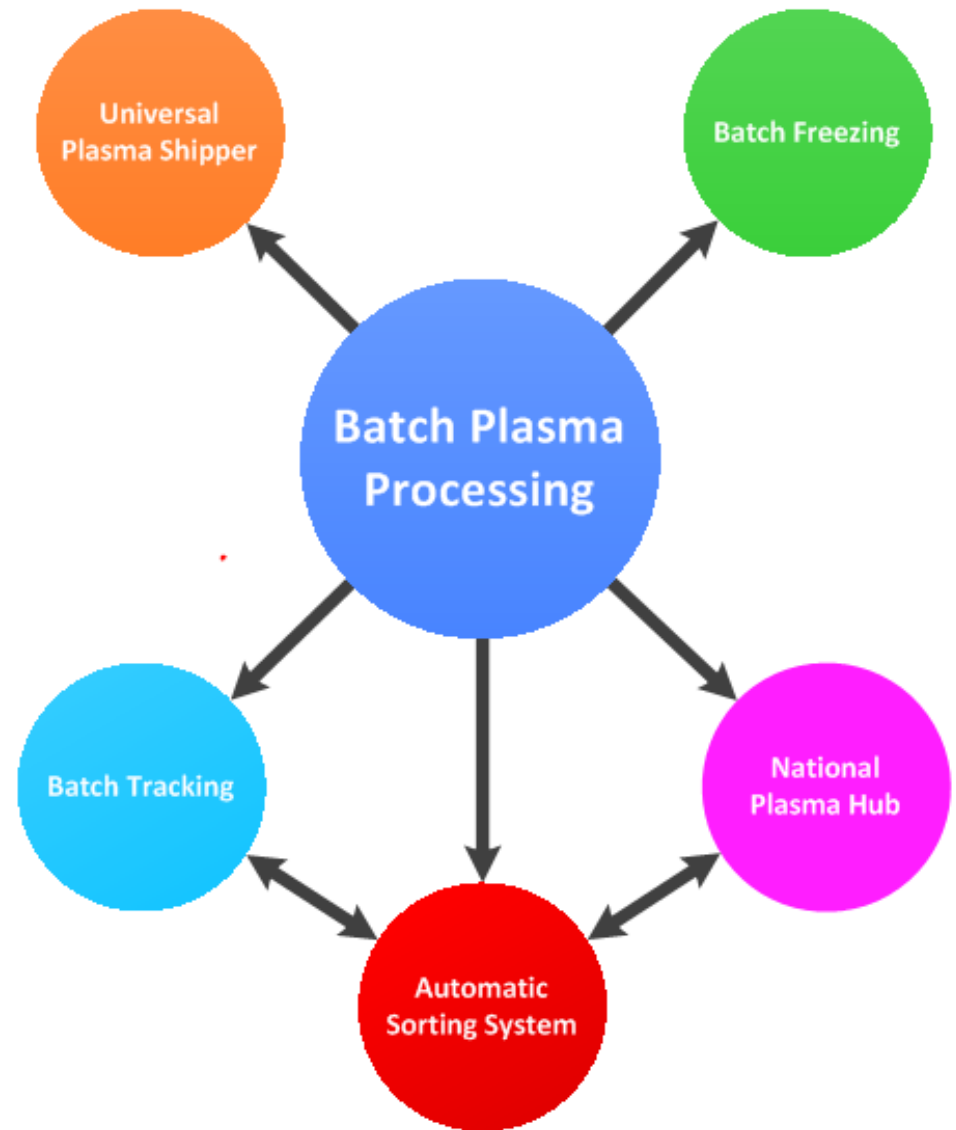 Universal
Plasma Shipper
Batch Freezing
Batch Plasma
Processing
Batch Tracking
National
Plasma Hub
Automatic
Sorting System